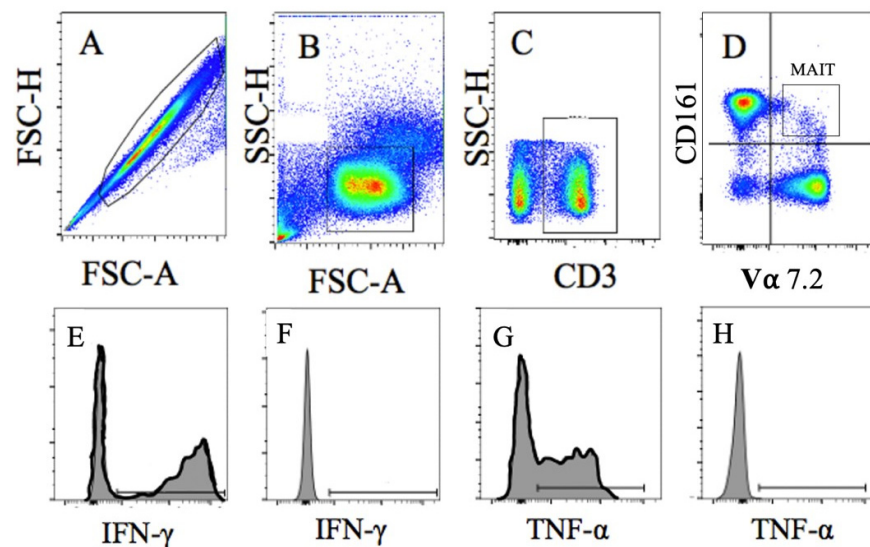 A
FSC-H
FSC-A
B
SSC-H
FSC-A
C
SSC-H
CD3
D
MAIT
CD161
Vα 7.2
E
IFN-γ
F
IFN-γ
G
TNF-α
H
TNF-α